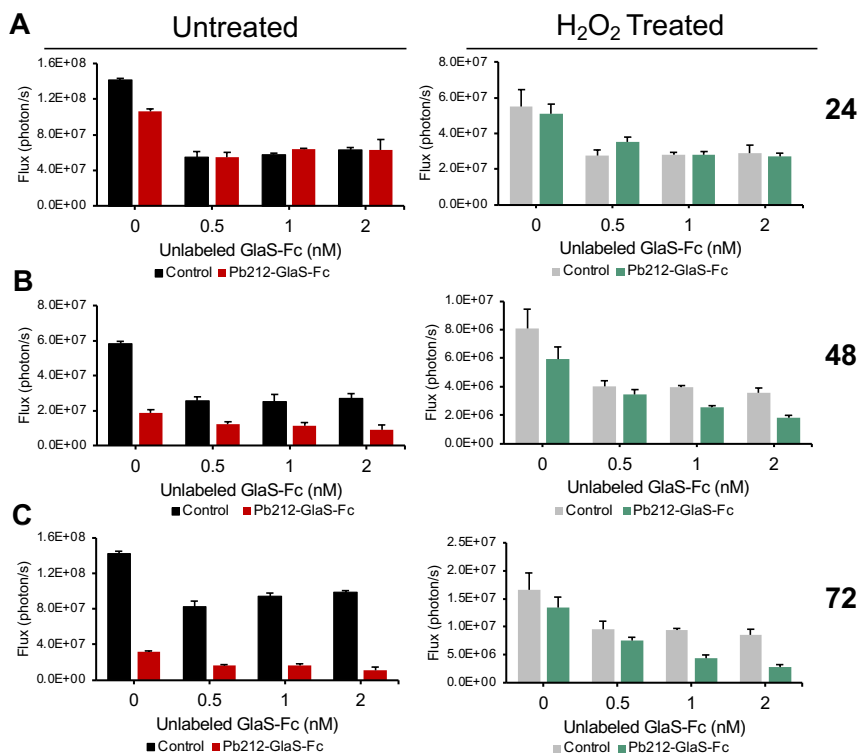 A
Untreated
H₂O₂ Treated
24
Flux (photon/s)
1.6E+08
1.2E+08
8.0E+07
4.0E+07
0.0E+00
0 0.5 1 2
Unlabeled GlaS-Fc (nM)
Control Pb212-GlaS-Fc
Flux (photon/s)
8.0E+07
6.0E+07
4.0E+07
2.0E+07
0.0E+00
0 0.5 1 2
Unlabeled GlaS-Fc (nM)
Control Pb212-GlaS-Fc
B
48
Flux (photon/s)
8.0E+07
6.0E+07
4.0E+07
2.0E+07
0.0E+00
0 0.5 1 2
Unlabeled GlaS-Fc (nM)
Control Pb212-GlaS-Fc
Flux (photon/s)
1.0E+07
8.0E+06
6.0E+06
4.0E+06
2.0E+06
0.0E+00
0 0.5 1 2
Unlabeled GlaS-Fc (nM)
Control Pb212-GlaS-Fc
C
72
Flux (photon/s)
1.6E+08
1.2E+08
8.0E+07
4.0E+07
0.0E+00
0 0.5 1 2
Unlabeled GlaS-Fc (nM)
Control Pb212-GlaS-Fc
Flux (photon/s)
2.5E+07
2.0E+07
1.5E+07
1.0E+07
5.0E+06
0.0E+00
0 0.5 1 2
Unlabeled GlaS-Fc (nM)
Control Pb212-GlaS-Fc